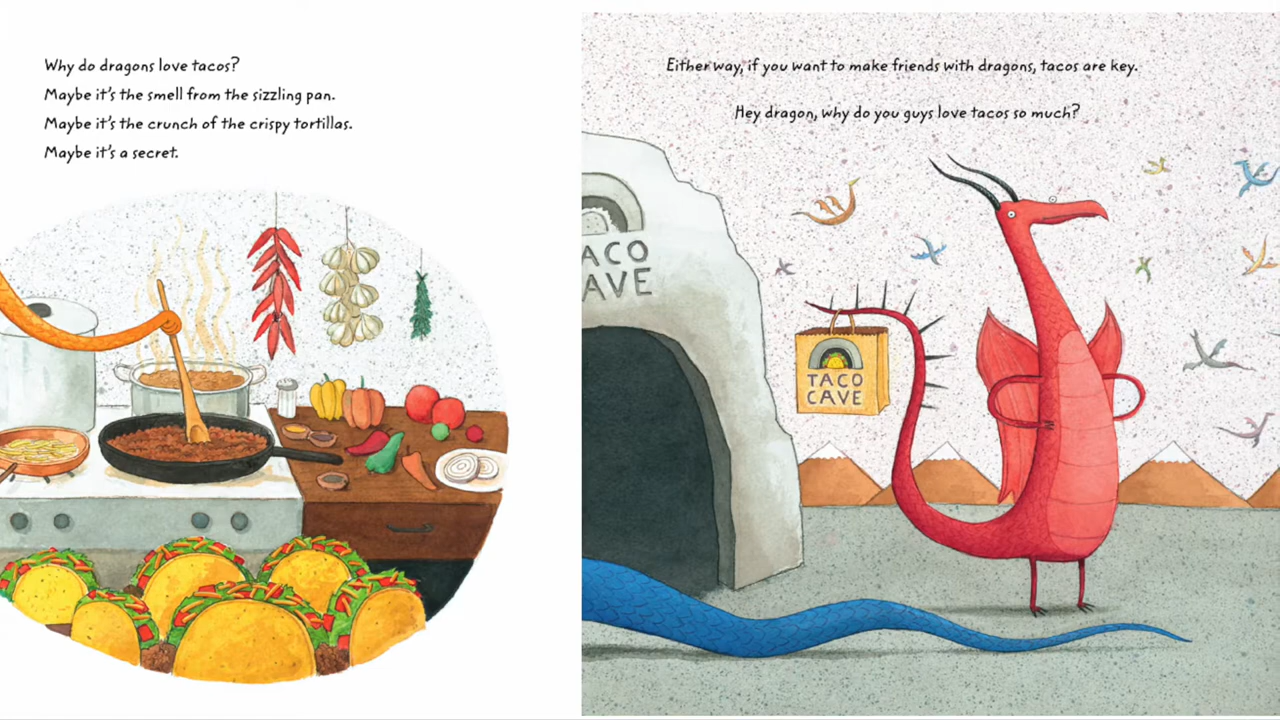 Why do dragons love tacos?
Maybe it's the smell from the sizzling pan.
Maybe it's the crunch of the crispy tortillas.
Maybe it's a secret.
Either way, if you want to make friends with dragons, tacos are key.
Hey dragon, why do you guys love tacos so much?
ACO
AVE
TACO
CAVE